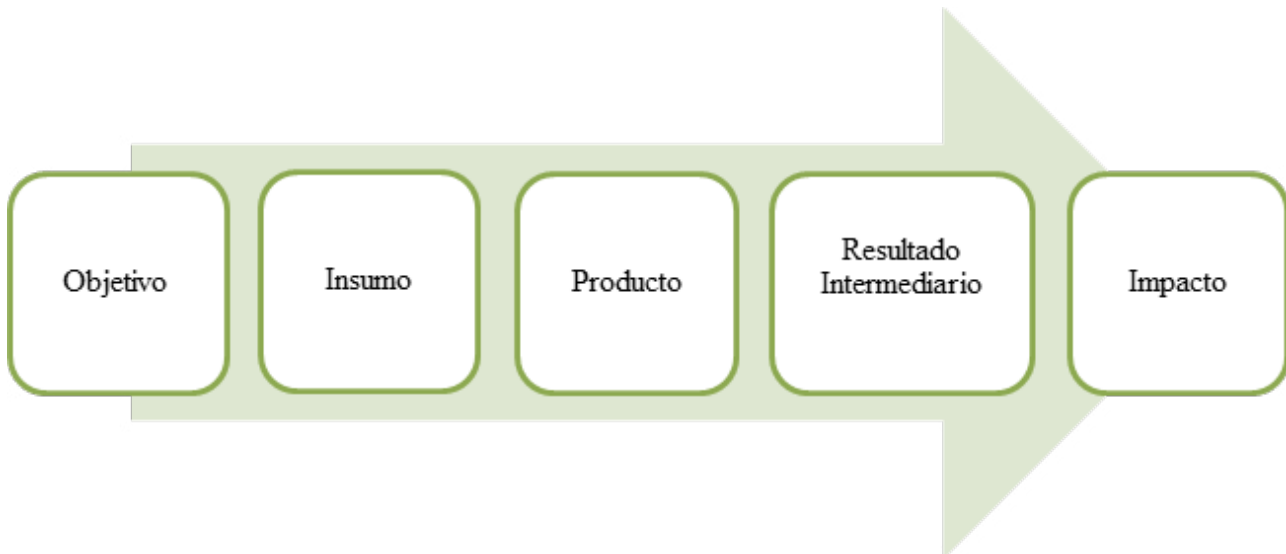 Objetivo
Insumo
Producto
Resultado
Intermediario
Impacto